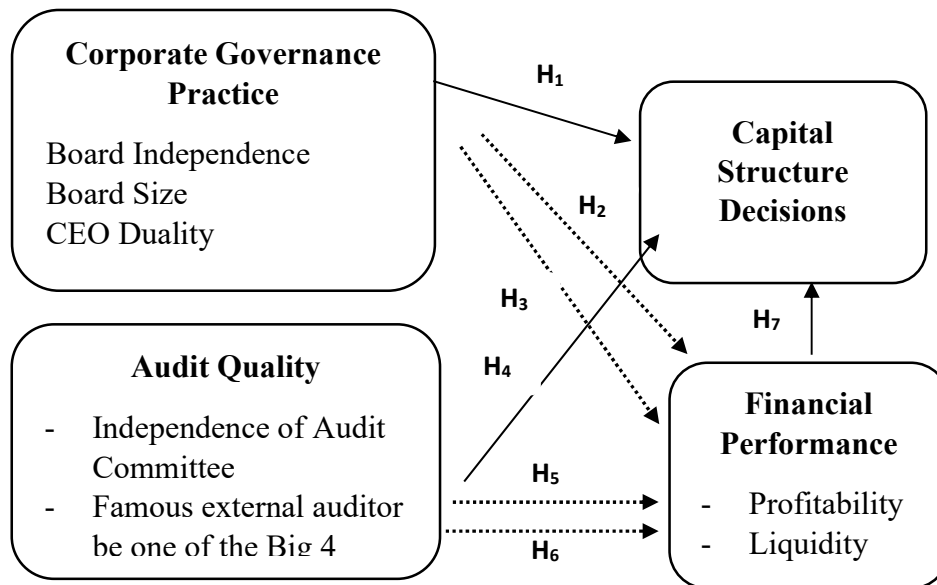 Corporate Governance
Practice
Board Independence
Board Size
CEO Duality
H₁
Capital
Structure
Decisions
H₂
H₃
H₄
H₇
Audit Quality
- Independence of Audit
Committee
- Famous external auditor
be one of the Big 4
H₅
H₆
Financial
Performance
- Profitability
- Liquidity